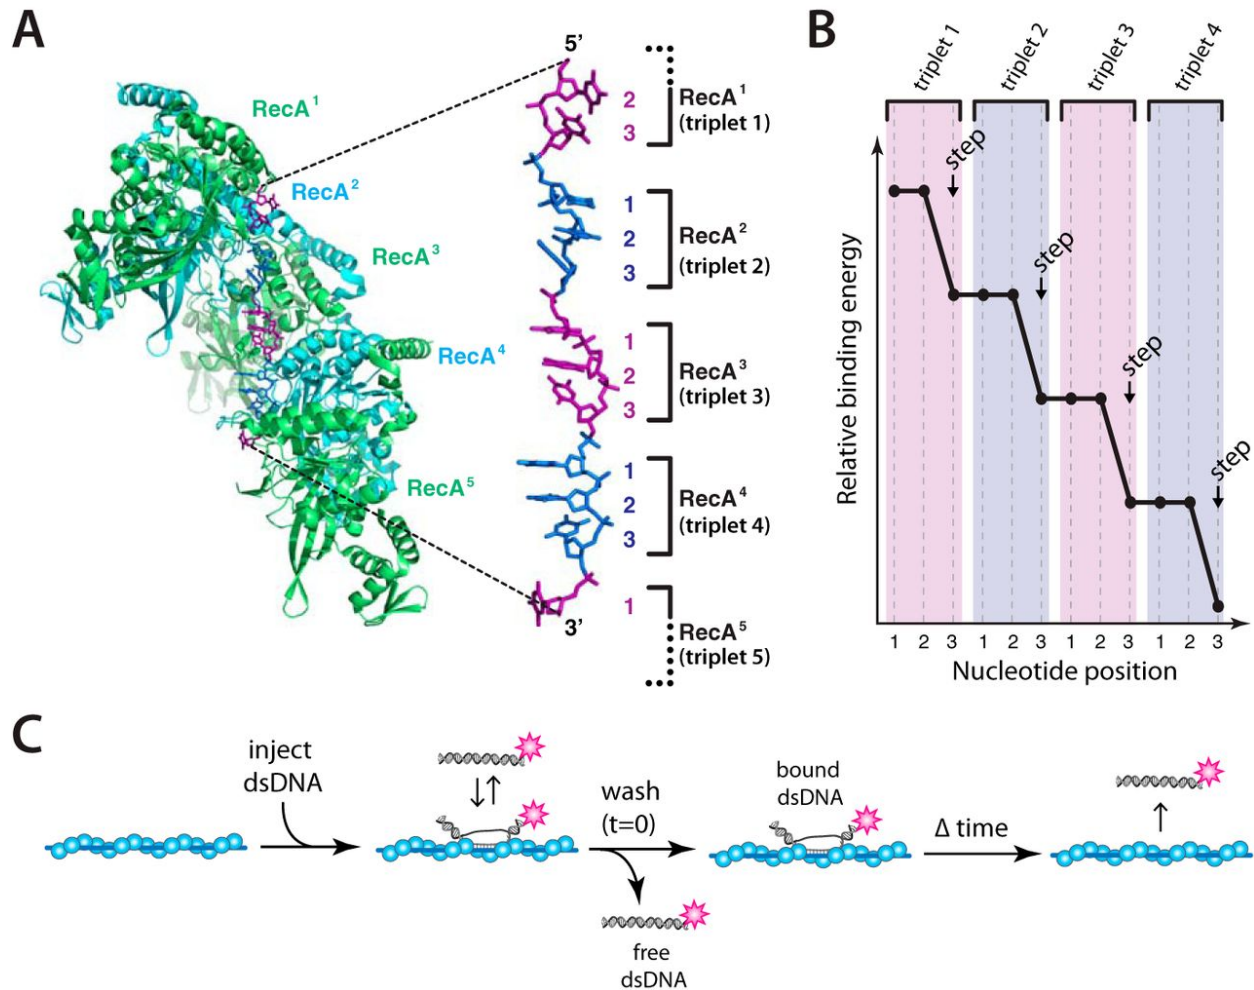 A
RecA¹
RecA²
RecA³
RecA⁴
RecA⁵
5’
2
3
RecA¹
(triplet 1)
1
2
3
RecA²
(triplet 2)
1
2
3
RecA³
(triplet 3)
1
2
3
RecA⁴
(triplet 4)
1
3’
RecA⁵
(triplet 5)
B
triplet 1
triplet 2
triplet 3
triplet 4
step
step
step
step
Relative binding energy
1 2 3 1 2 3 1 2 3 1 2 3
Nucleotide position
C
inject
dsDNA
wash
(t=0)
free
dsDNA
bound
dsDNA
Δ time